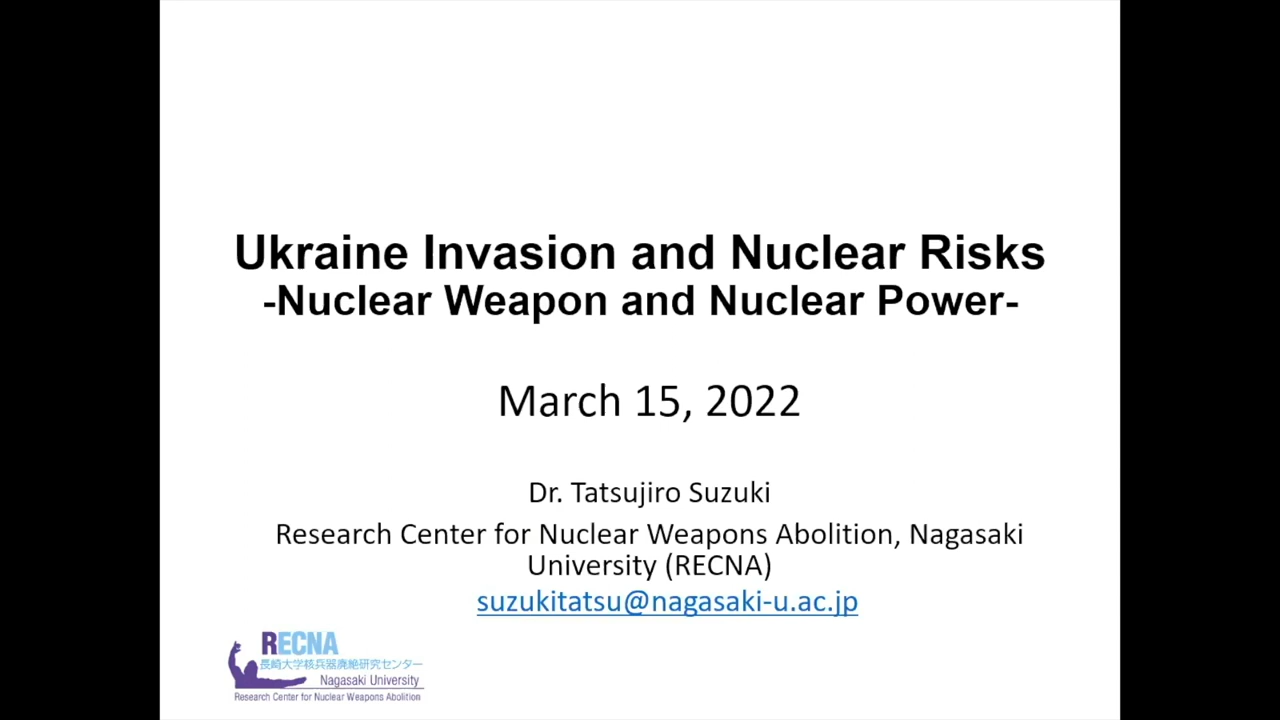 Ukraine Invasion and Nuclear Risks
-Nuclear Weapon and Nuclear Power-
March 15, 2022
Dr. Tatsujiro Suzuki
Research Center for Nuclear Weapons Abolition, Nagasaki
University (RECNA)
suzukitatsu@nagasaki-u.ac.jp
RECNA
長崎大学核兵器廃絶研究センター
Nagasaki University
Research Center for Nuclear Weapons Abolition